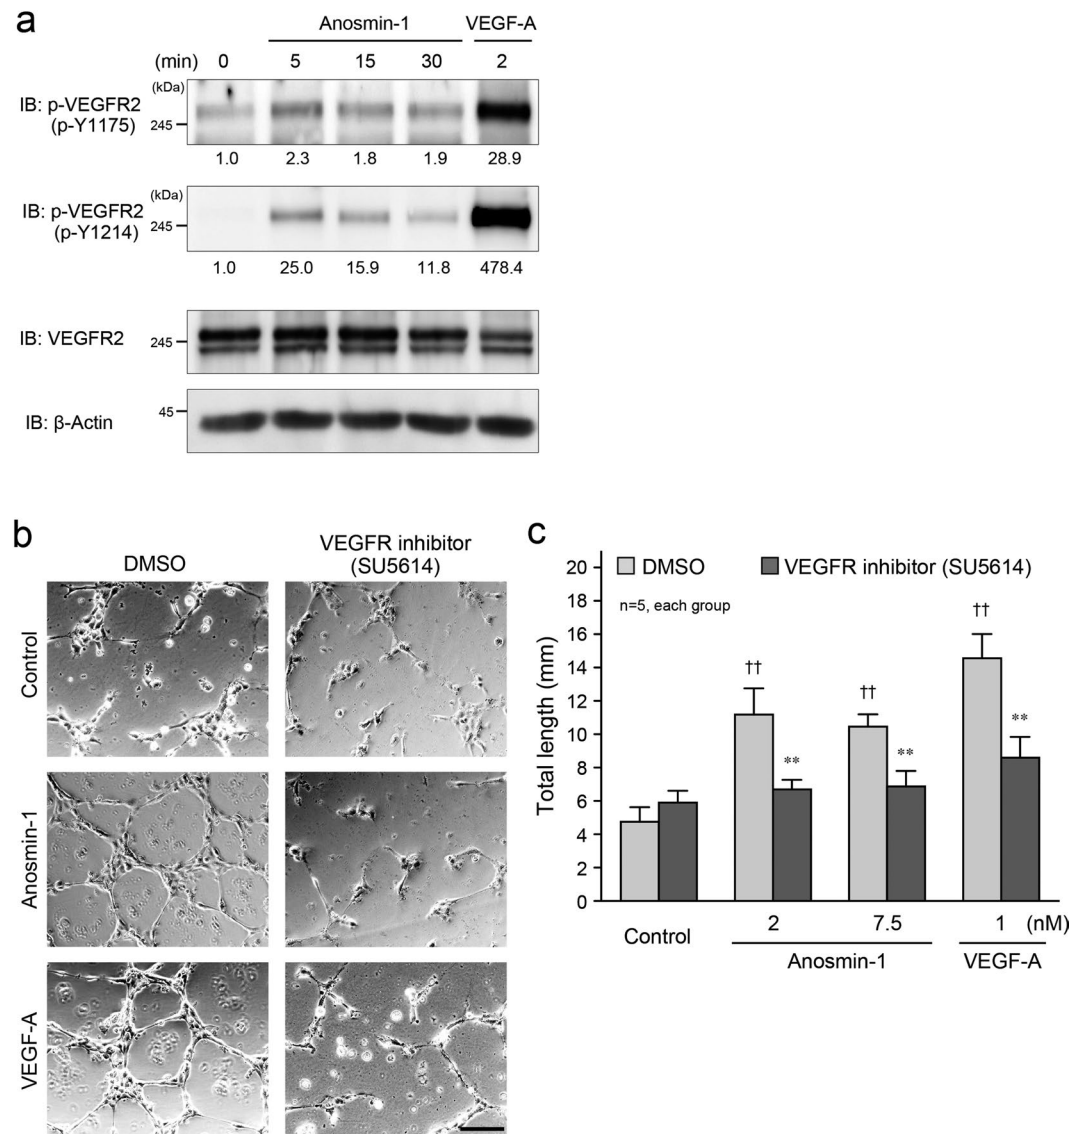 a
Anosmin-1 VEGF-A
(min) 0 5 15 30 2
(kDa)
IB: p-VEGFR2
(p-Y1175)
245
1.0 2.3 1.8 1.9 28.9
(kDa)
IB: p-VEGFR2
(p-Y1214)
245
1.0 25.0 15.9 11.8 478.4
IB: VEGFR2
245
45
IB: β-Actin
b
DMSO
VEGFR inhibitor
(SU5614)
Control
Anosmin-1
VEGF-A
c
DMSO VEGFR inhibitor (SU5614)
n=5, each group
Total length (mm)
20
18
16
14
12
10
8
6
4
2
0
††
**
††
**
††
**
Control
2 7.5 1 (nM)
Anosmin-1 VEGF-A